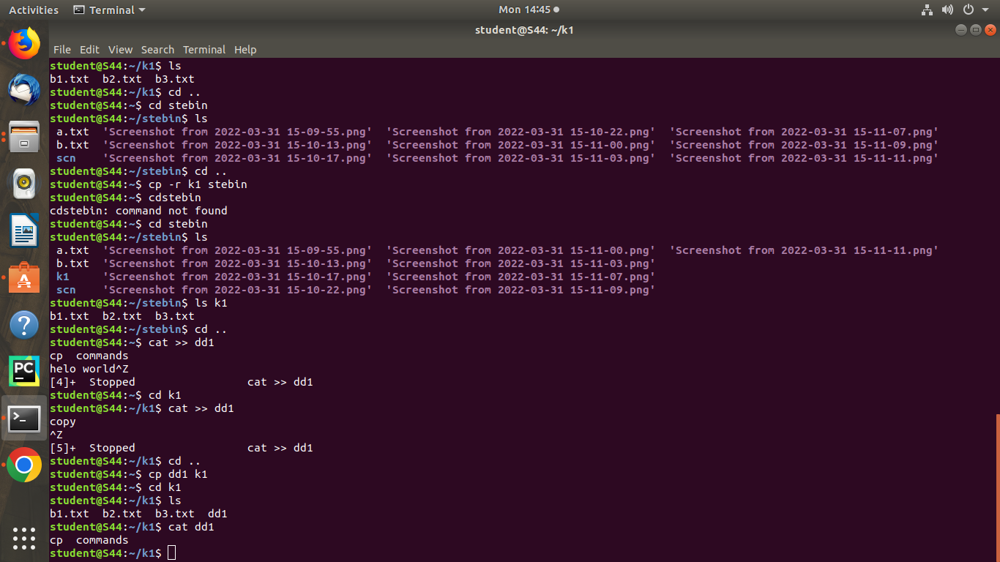 Activities Terminal Mon 14:45
student@S44: ~/k1
File Edit View Search Terminal Help
student@S44:~/k1$ ls
b1.txt  b2.txt  b3.txt
student@S44:~/k1$ cd ..
student@S44:~$ cd stebin
student@S44:~/stebin$ ls
 a.txt  'Screenshot from 2022-03-31 15-09-55.png'  'Screenshot from 2022-03-31 15-10-22.png'  'Screenshot from 2022-03-31 15-11-07.png'
 b.txt  'Screenshot from 2022-03-31 15-10-13.png'  'Screenshot from 2022-03-31 15-11-00.png'  'Screenshot from 2022-03-31 15-11-09.png'
 scn    'Screenshot from 2022-03-31 15-10-17.png'  'Screenshot from 2022-03-31 15-11-03.png'  'Screenshot from 2022-03-31 15-11-11.png'
student@S44:~/stebin$ cd ..
student@S44:~$ cp -r k1 stebin
student@S44:~$ cdstebin
cdstebin: command not found
student@S44:~$ cd stebin
student@S44:~/stebin$ ls
 a.txt  'Screenshot from 2022-03-31 15-09-55.png'  'Screenshot from 2022-03-31 15-11-00.png'  'Screenshot from 2022-03-31 15-11-11.png'
 b.txt  'Screenshot from 2022-03-31 15-10-13.png'  'Screenshot from 2022-03-31 15-11-03.png'
 k1     'Screenshot from 2022-03-31 15-10-17.png'  'Screenshot from 2022-03-31 15-11-07.png'
 scn    'Screenshot from 2022-03-31 15-10-22.png'  'Screenshot from 2022-03-31 15-11-09.png'
student@S44:~/stebin$ ls k1
b1.txt  b2.txt  b3.txt
student@S44:~/stebin$ cd ..
student@S44:~$ cat >> dd1
cp  commands
helo world^Z
[4]+  Stopped                 cat >> dd1
student@S44:~$ cd k1
student@S44:~/k1$ cat >> dd1
copy
^Z
[5]+  Stopped                 cat >> dd1
student@S44:~/k1$ cd ..
student@S44:~$ cp dd1 k1
student@S44:~$ cd k1
student@S44:~/k1$ ls
b1.txt  b2.txt  b3.txt  dd1
student@S44:~/k1$ cat dd1
cp  commands
student@S44:~/k1$
PC